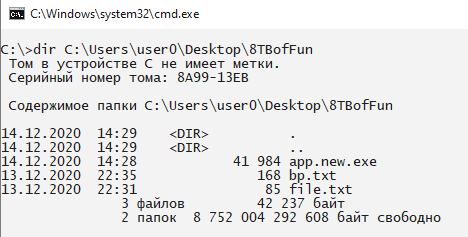 C:\Windows\system32\cmd.exe
C:\>dir C:\Users\user0\Desktop\8TBofFun
Том в устройстве C не имеет метки.
Серийный номер тома: 8A99-13EB
Содержимое папки C:\Users\user0\Desktop\8TBofFun
14.12.2020  14:29    <DIR>          .
14.12.2020  14:29    <DIR>          ..
14.12.2020  14:28            41 984 app.new.exe
13.12.2020  22:35               168 bp.txt
13.12.2020  22:31                85 file.txt
3 файлов         42 237 байт
2 папок  8 752 004 292 608 байт свободно